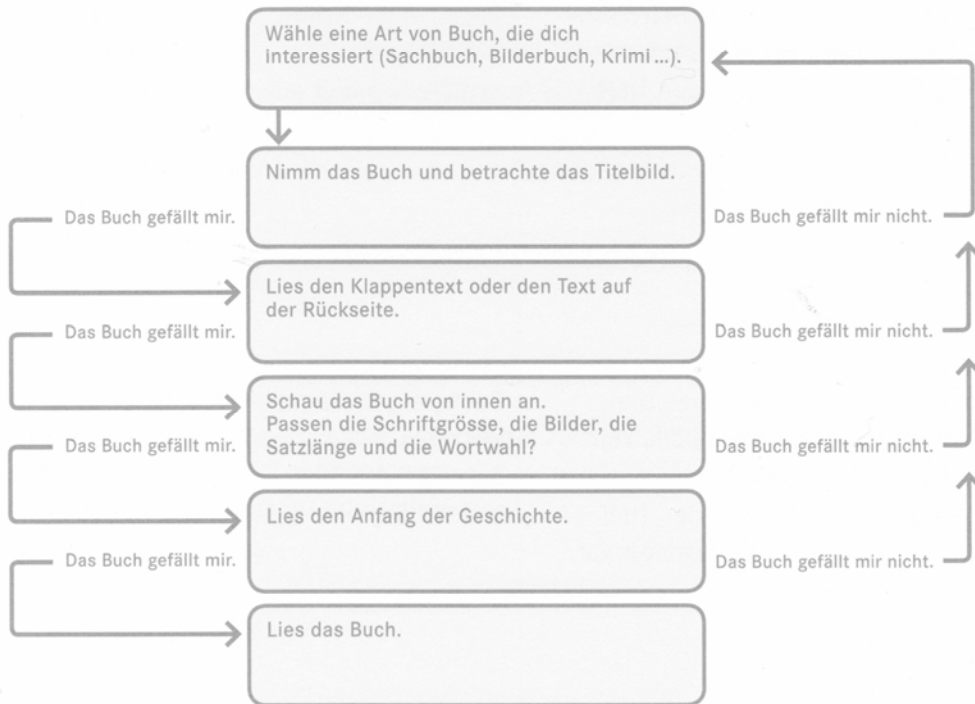 Wähle eine Art von Buch, die dich
interessiert (Sachbuch, Bilderbuch, Krimi ...).
Nimm das Buch und betrachte das Titelbild.
Das Buch gefällt mir.
Das Buch gefällt mir nicht.
Lies den Klappentext oder den Text auf
der Rückseite.
Das Buch gefällt mir.
Das Buch gefällt mir nicht.
Schau das Buch von innen an.
Passen die Schriftgrösse, die Bilder, die
Satzlänge und die Wortwahl?
Das Buch gefällt mir.
Das Buch gefällt mir nicht.
Lies den Anfang der Geschichte.
Das Buch gefällt mir.
Das Buch gefällt mir nicht.
Lies das Buch.